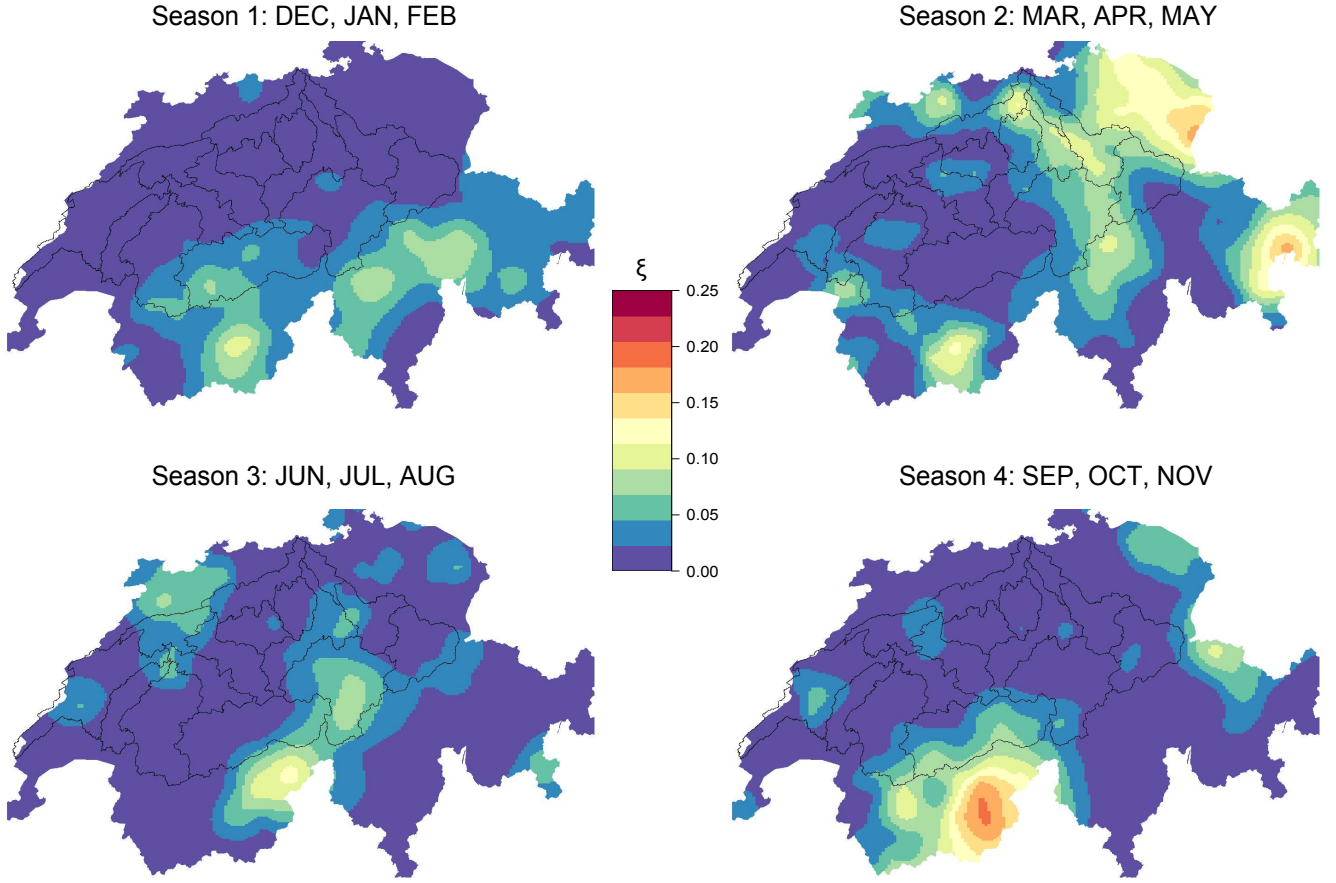 Season 1: DEC, JAN, FEB
Season 2: MAR, APR, MAY
ξ
0.25
0.20
0.15
0.10
0.05
0.00
Season 3: JUN, JUL, AUG
Season 4: SEP, OCT, NOV